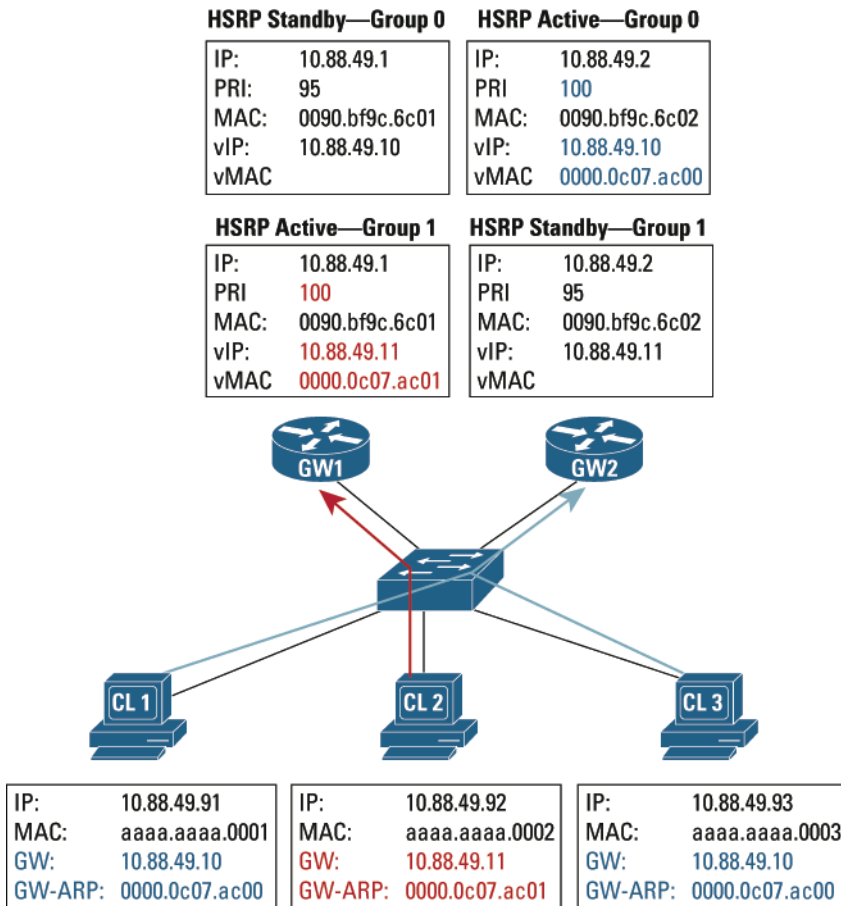 HSRP Standby—Group 0
IP: 10.88.49.1
PRI: 95
MAC: 0090.bf9c.6c01
vIP: 10.88.49.10
vMAC
HSRP Active—Group 0
IP: 10.88.49.2
PRI 100
MAC: 0090.bf9c.6c02
vIP: 10.88.49.10
vMAC 0000.0c07.ac00
HSRP Active—Group 1
IP: 10.88.49.1
PRI 100
MAC: 0090.bf9c.6c01
vIP: 10.88.49.11
vMAC 0000.0c07.ac01
HSRP Standby—Group 1
IP: 10.88.49.2
PRI 95
MAC: 0090.bf9c.6c02
vIP: 10.88.49.11
vMAC
GW1
GW2
CL 1
CL 2
CL 3
IP: 10.88.49.91
MAC: aaaa.aaaa.0001
GW: 10.88.49.10
GW-ARP: 0000.0c07.ac00
IP: 10.88.49.92
MAC: aaaa.aaaa.0002
GW: 10.88.49.11
GW-ARP: 0000.0c07.ac01
IP: 10.88.49.93
MAC: aaaa.aaaa.0003
GW: 10.88.49.10
GW-ARP: 0000.0c07.ac00